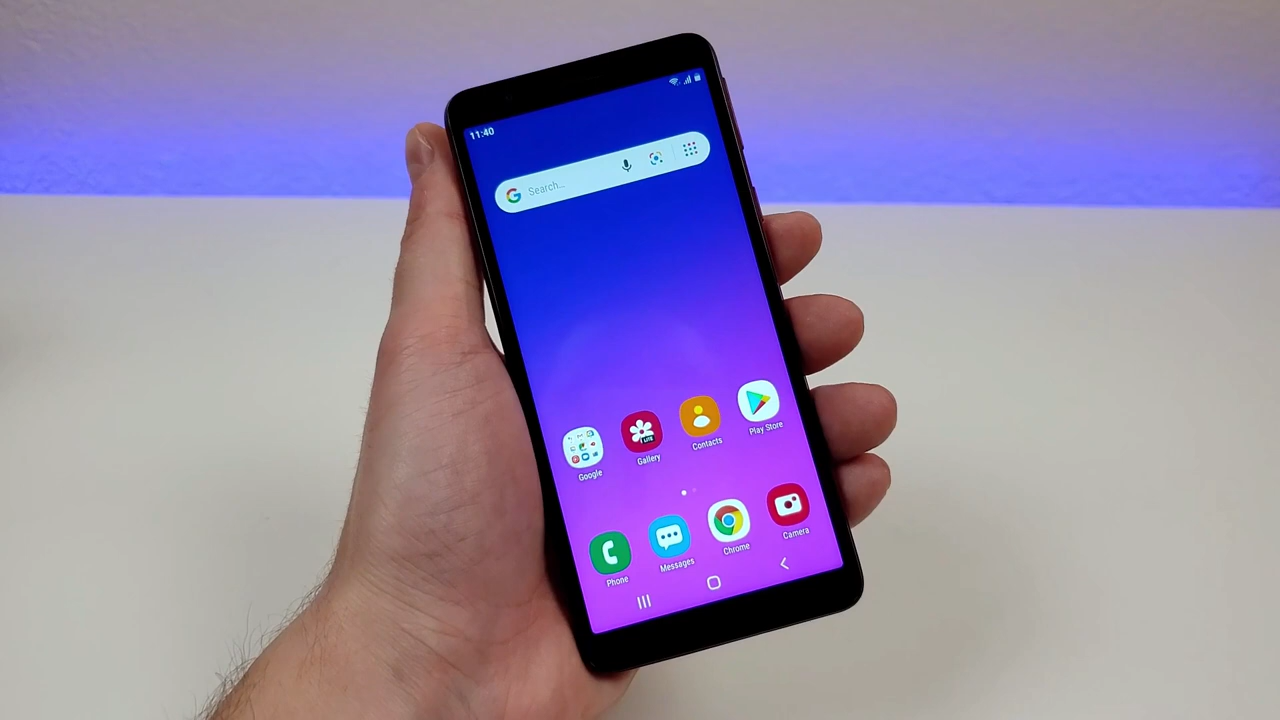 11:40
G Search...
LITE
Google
Gallery
Contacts
Play Store
Phone
Messages
Chrome
Camera